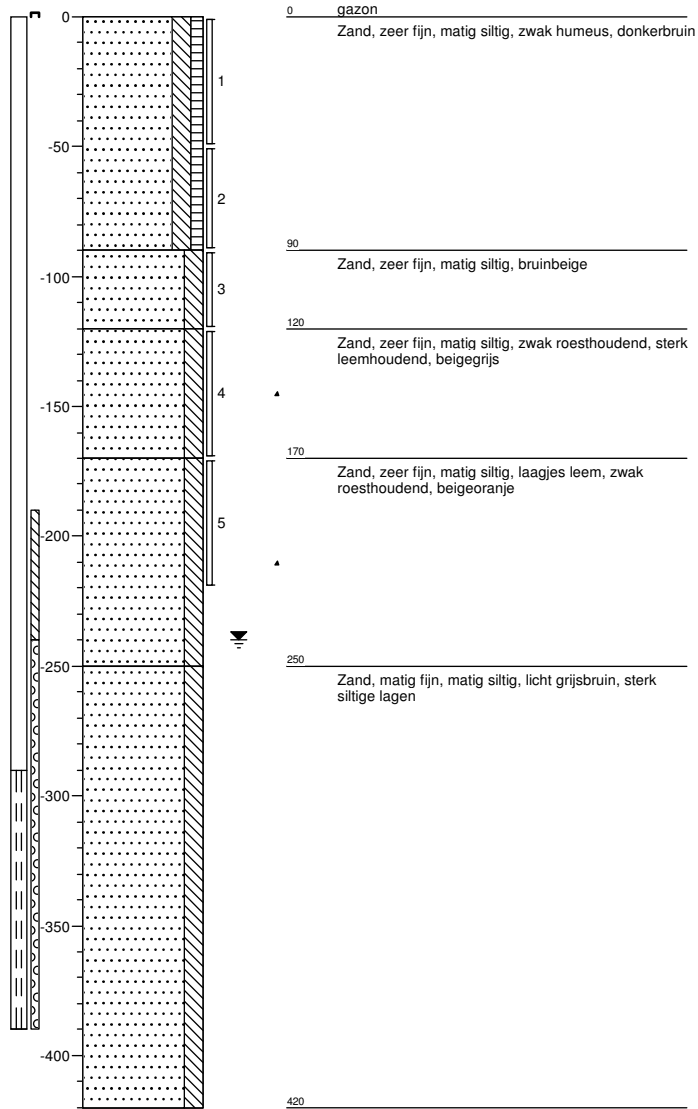 0
-50
-100
-150
-200
-250
-300
-350
-400
1
2
3
4
5
0 gazon
Zand, zeer fijn, matig siltig, zwak humeus, donkerbruin
90
Zand, zeer fijn, matig siltig, bruinbeige
120
Zand, zeer fijn, matig siltig, zwak roesthoudend, sterk
leemhoudend, beigegrijs
170
Zand, zeer fijn, matig siltig, laagjes leem, zwak
roesthoudend, beigeoranje
250
Zand, matig fijn, matig siltig, licht grijsbruin, sterk
siltige lagen
420